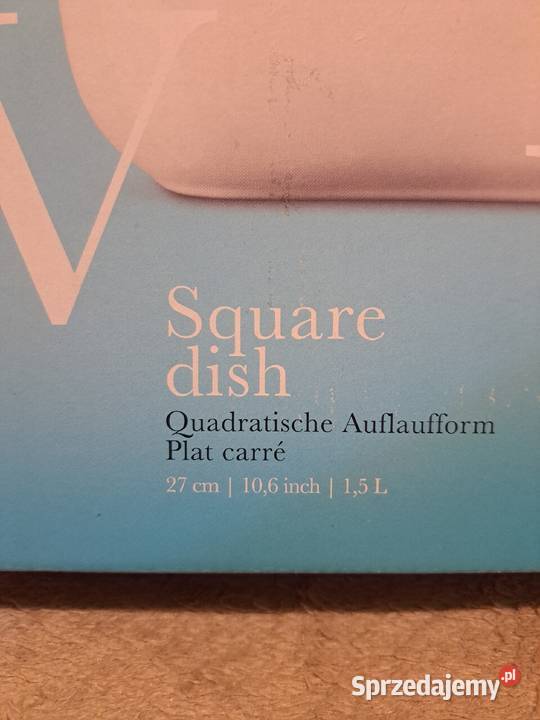 V
Square
dish
Quadratische Auflaufform
Plat carré
27 cm | 10,6 inch | 1,5 L
Sprzedajemy.pl